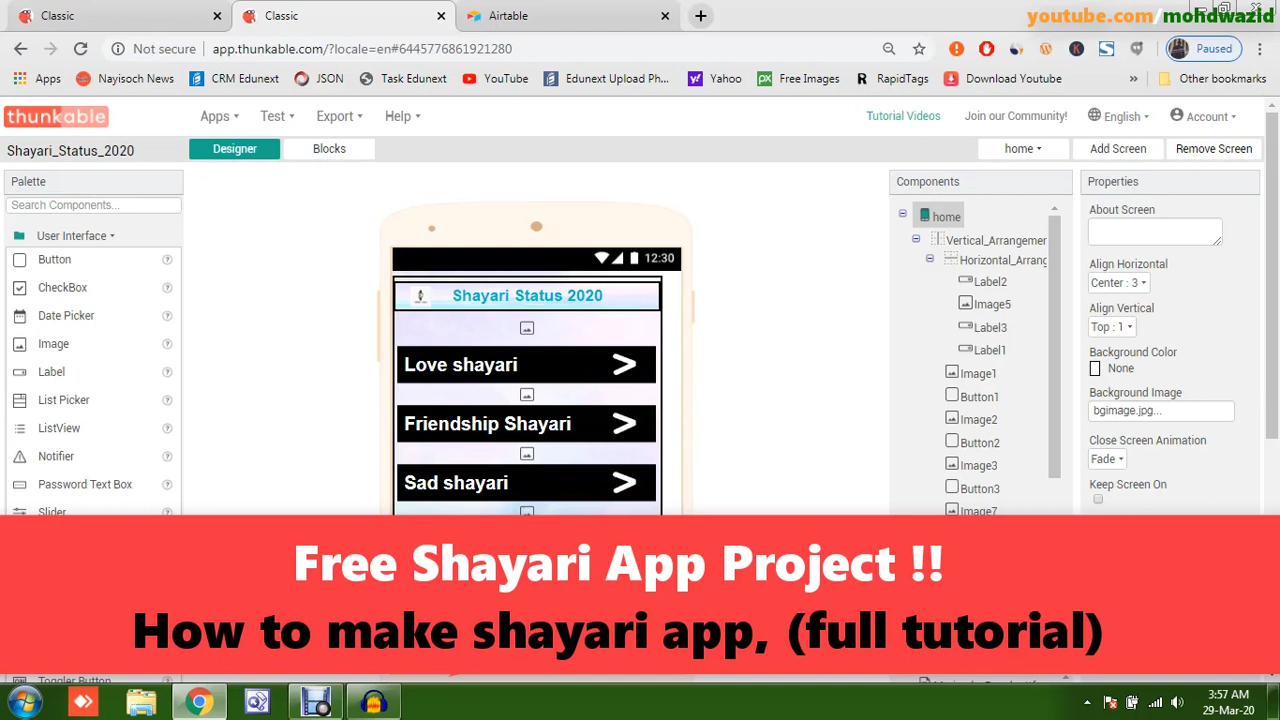 Classic
Classic
Airtable
youtube.com/mohdwazid
Not secure
app.thunkable.com/?locale=en#6445776861921280
Paused
Apps
Nayisoch News
CRM Edunext
JSON
Task Edunext
YouTube
Edunext Upload Ph...
Yahoo
Free Images
RapidTags
Download Youtube
»
Other bookmarks
thunkable
Apps
Test
Export
Help
Tutorial Videos
Join our Community!
English
Account
Shayari_Status_2020
Designer
Blocks
home
Add Screen
Remove Screen
Palette
Search Components...
User Interface
Button
CheckBox
Date Picker
Image
Label
List Picker
ListView
Notifier
Password Text Box
Slider
12:30
Shayari Status 2020
Love shayari >
Friendship Shayari >
Sad shayari >
Components
home
Vertical_Arrangemen
Horizontal_Arrang
Label2
Image5
Label3
Label1
Image1
Button1
Image2
Button2
Image3
Button3
Image7
Properties
About Screen
Align Horizontal
Center : 3
Align Vertical
Top : 1
Background Color
None
Background Image
bgimage.jpg...
Close Screen Animation
Fade
Keep Screen On
Free Shayari App Project !!
How to make shayari app, (full tutorial)
Toggle Button
3:57 AM
29-Mar-20